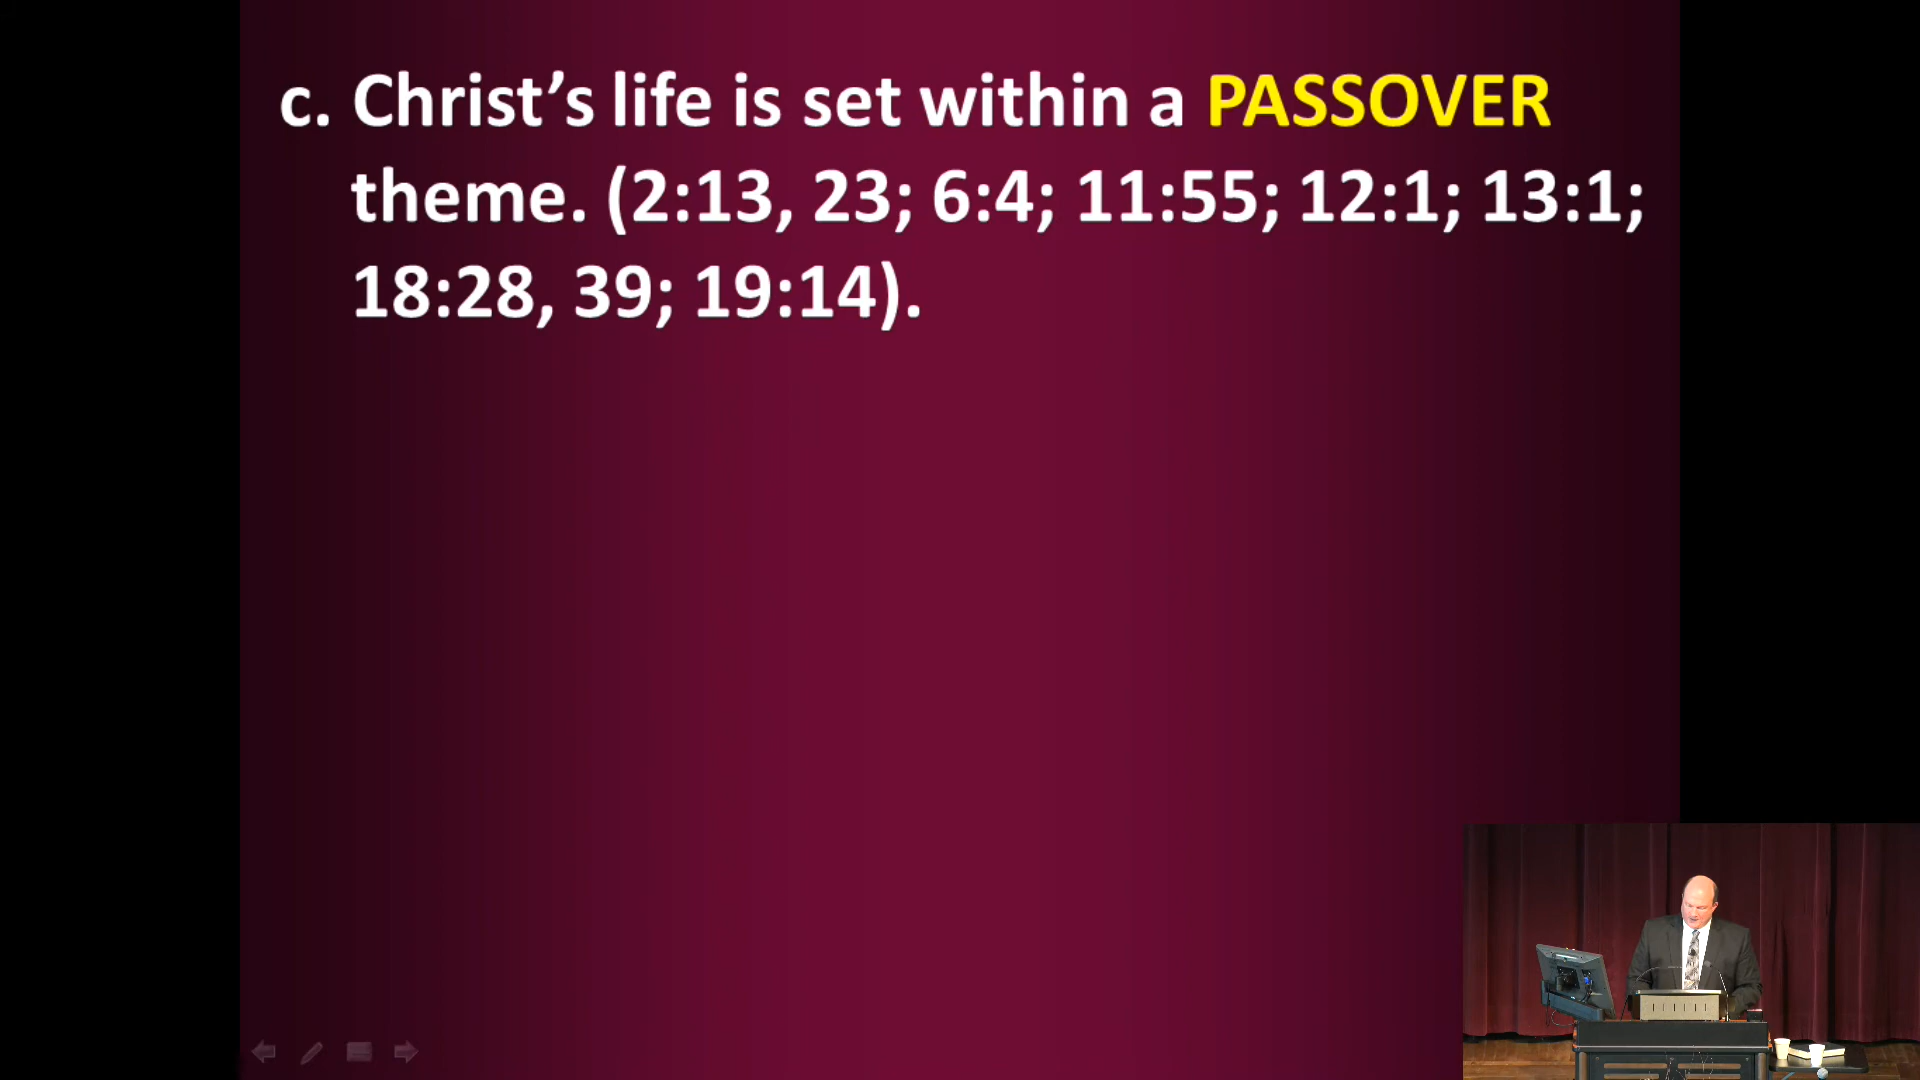 c. Christ’s life is set within a PASSOVER
theme. (2:13, 23; 6:4; 11:55; 12:1; 13:1;
18:28, 39; 19:14).